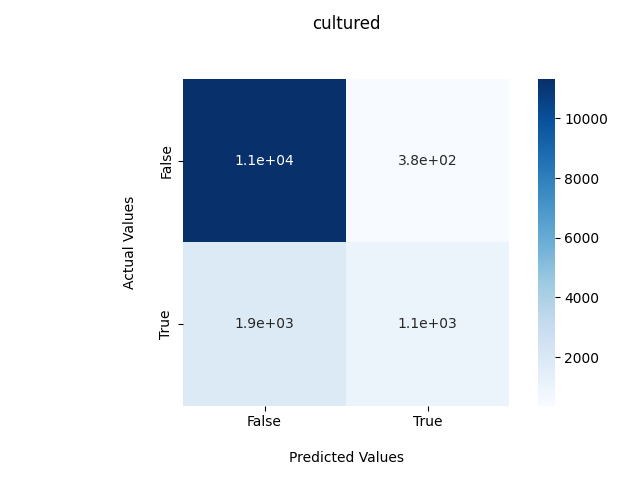 cultured
Actual Values
False
1.1e+04
3.8e+02
True
1.9e+03
1.1e+03
False
True
Predicted Values
10000
8000
6000
4000
2000